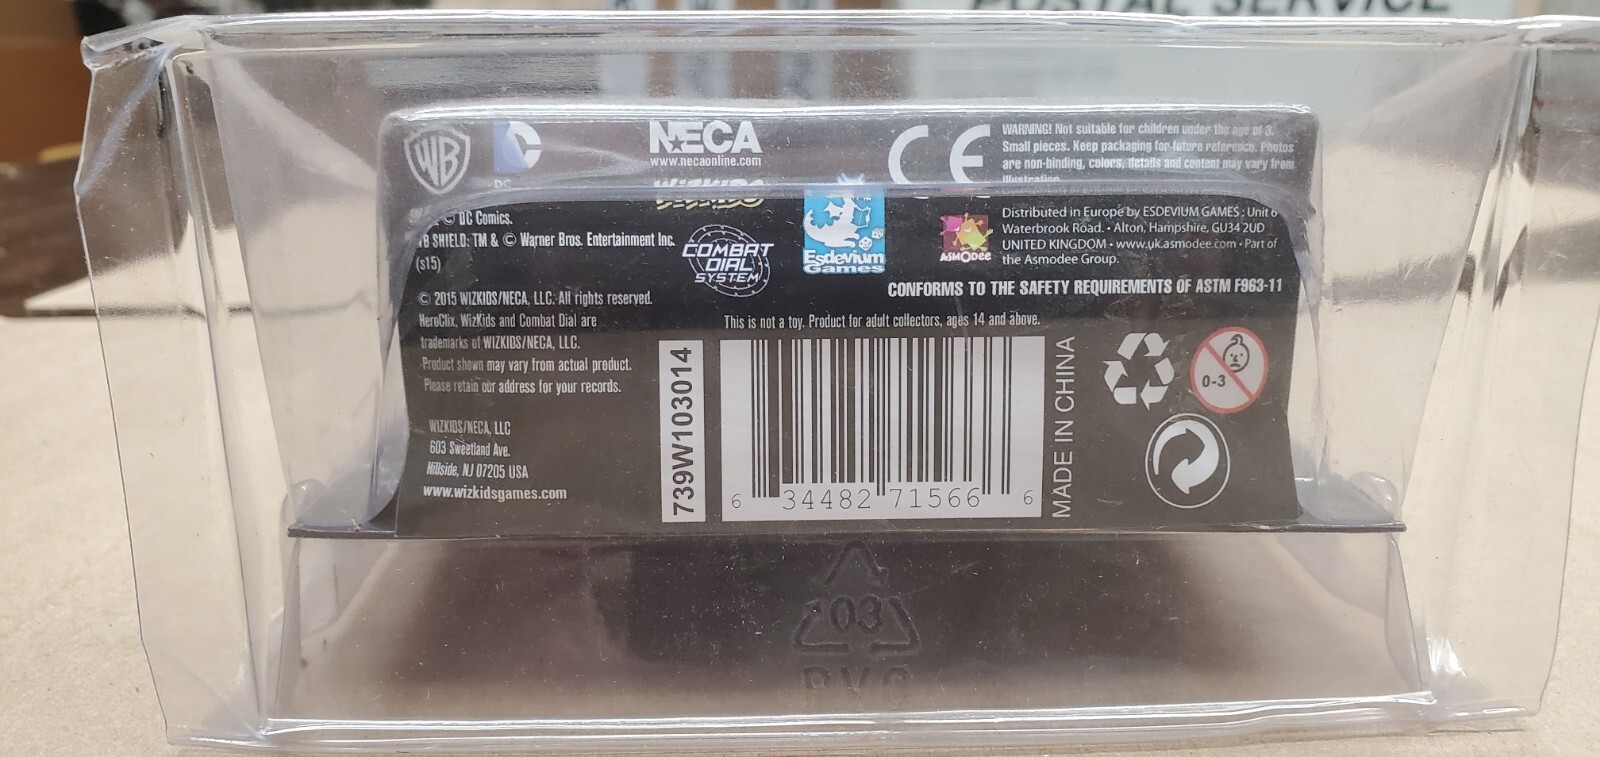 POSTAL SERVICE
WB
DC
NECA
www.necaonline.com
WIZKIDS
CE
WARNING! Not suitable for children under the age of 3.
Small pieces. Keep packaging for future reference. Photos
are non-binding, colors, details and content may vary from
illustration.
© DC Comics.
WB SHIELD: TM & © Warner Bros. Entertainment Inc.
(s15)
© 2015 WIZKIDS/NECA, LLC. All rights reserved.
HeroClix, WizKids and Combat Dial are
trademarks of WIZKIDS/NECA, LLC.
Product shown may vary from actual product.
Please retain our address for your records.
WIZKIDS/NECA, LLC
603 Sweetland Ave.
Hillside, NJ 07205 USA
www.wizkidsgames.com
COMBAT
DIAL
SYSTEM
Esdevium
Games
ASMODee
Distributed in Europe by ESDEVIUM GAMES : Unit 6
Waterbrook Road. • Alton, Hampshire, GU34 2UD
UNITED KINGDOM • www.uk.asmodee.com • Part of
the Asmodee Group.
CONFORMS TO THE SAFETY REQUIREMENTS OF ASTM F963-11
This is not a toy. Product for adult collectors, ages 14 and above.
739W103014
6 34482 71566 6
MADE IN CHINA
0-3
03
PVC